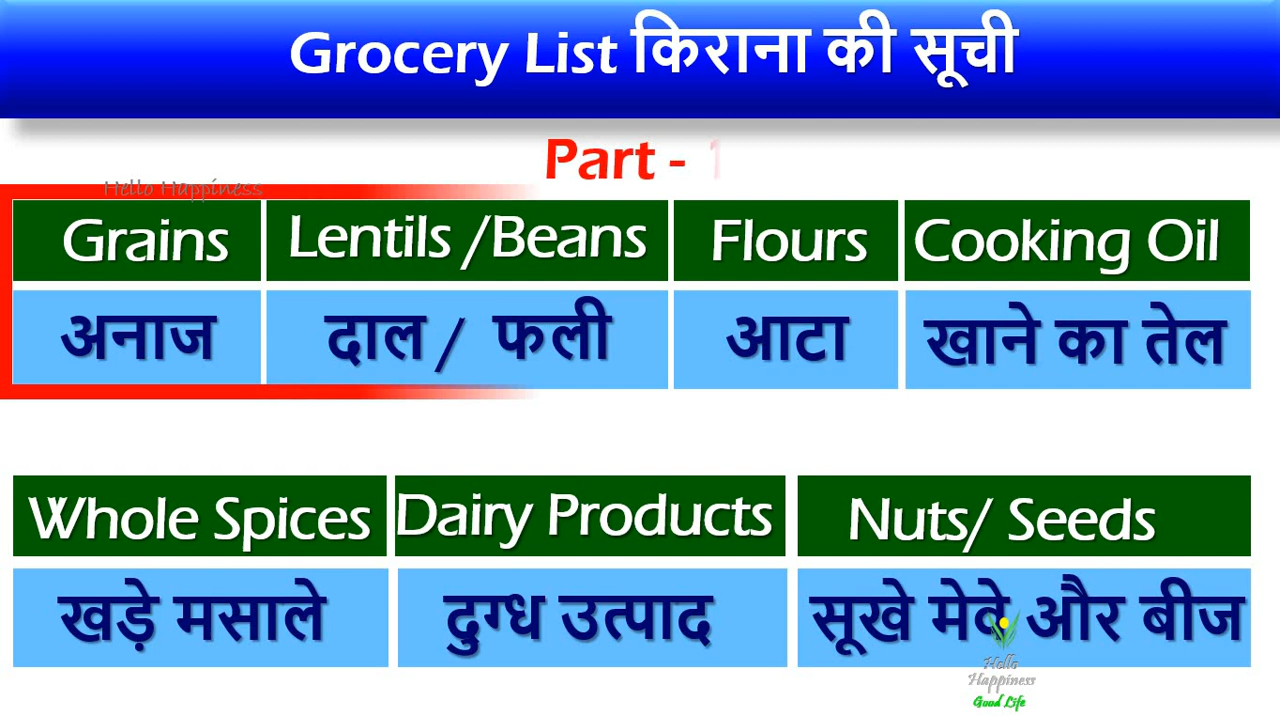 Grocery List किराना की सूची
Part - 1
Hello Happiness
Grains Lentils /Beans Flours Cooking Oil
अनाज दाल / फली आटा खाने का तेल
Whole Spices Dairy Products Nuts/ Seeds
खड़े मसाले दुग्ध उत्पाद सूखे मेवे और बीज
Hello
Happiness
Good Life